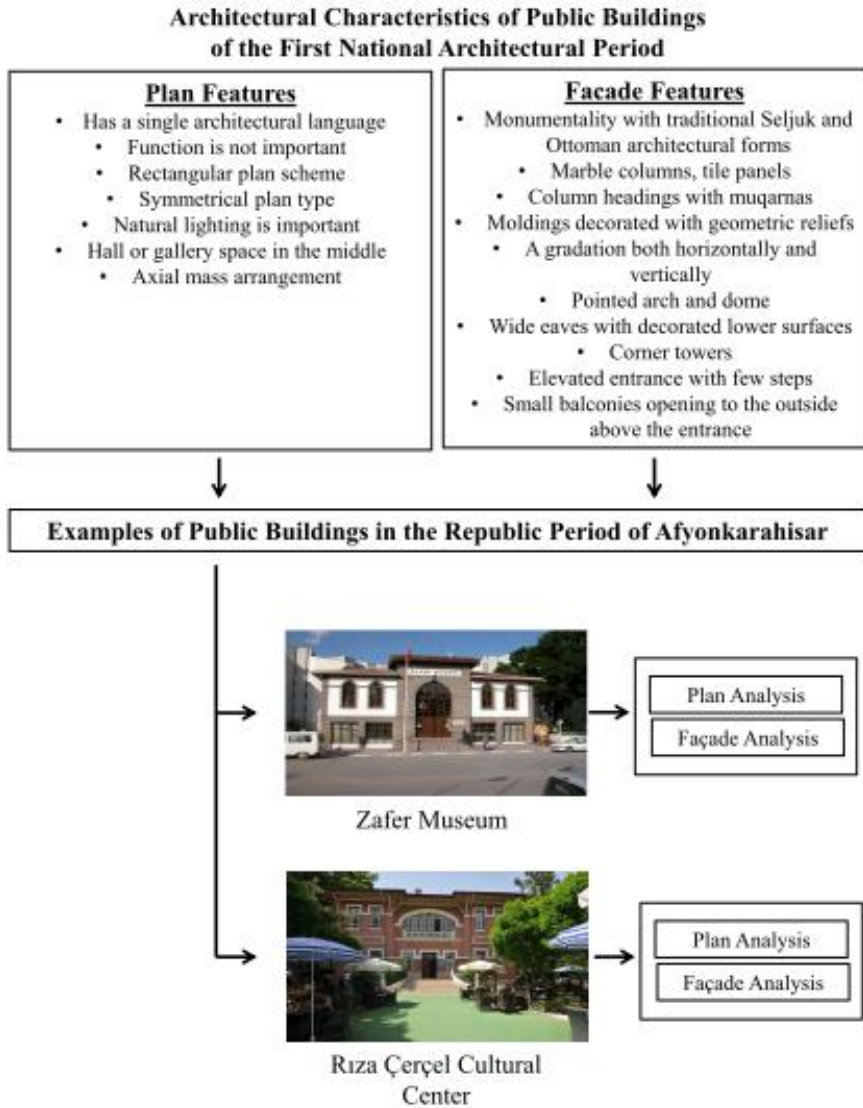 Architectural Characteristics of Public Buildings
of the First National Architectural Period
Plan Features
• Has a single architectural language
• Function is not important
• Rectangular plan scheme
• Symmetrical plan type
• Natural lighting is important
• Hall or gallery space in the middle
• Axial mass arrangement
Facade Features
• Monumentality with traditional Seljuk and
Ottoman architectural forms
• Marble columns, tile panels
• Column headings with muqarnas
• Moldings decorated with geometric reliefs
• A gradation both horizontally and
vertically
• Pointed arch and dome
• Wide eaves with decorated lower surfaces
• Corner towers
• Elevated entrance with few steps
• Small balconies opening to the outside
above the entrance
Examples of Public Buildings in the Republic Period of Afyonkarahisar
Plan Analysis
Façade Analysis
Zafer Museum
Plan Analysis
Façade Analysis
Rıza Çerçel Cultural
Center